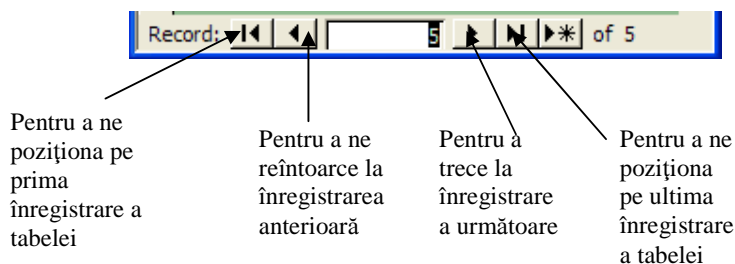 Record: 5 of 5
Pentru a ne
poziţiona pe
prima
înregistrare a
tabelei
Pentru a ne
reîntoarce la
înregistrarea
anterioară
Pentru a
trece la
înregistrare
a următoare
Pentru a ne
poziţiona
pe ultima
înregistrare
a tabelei